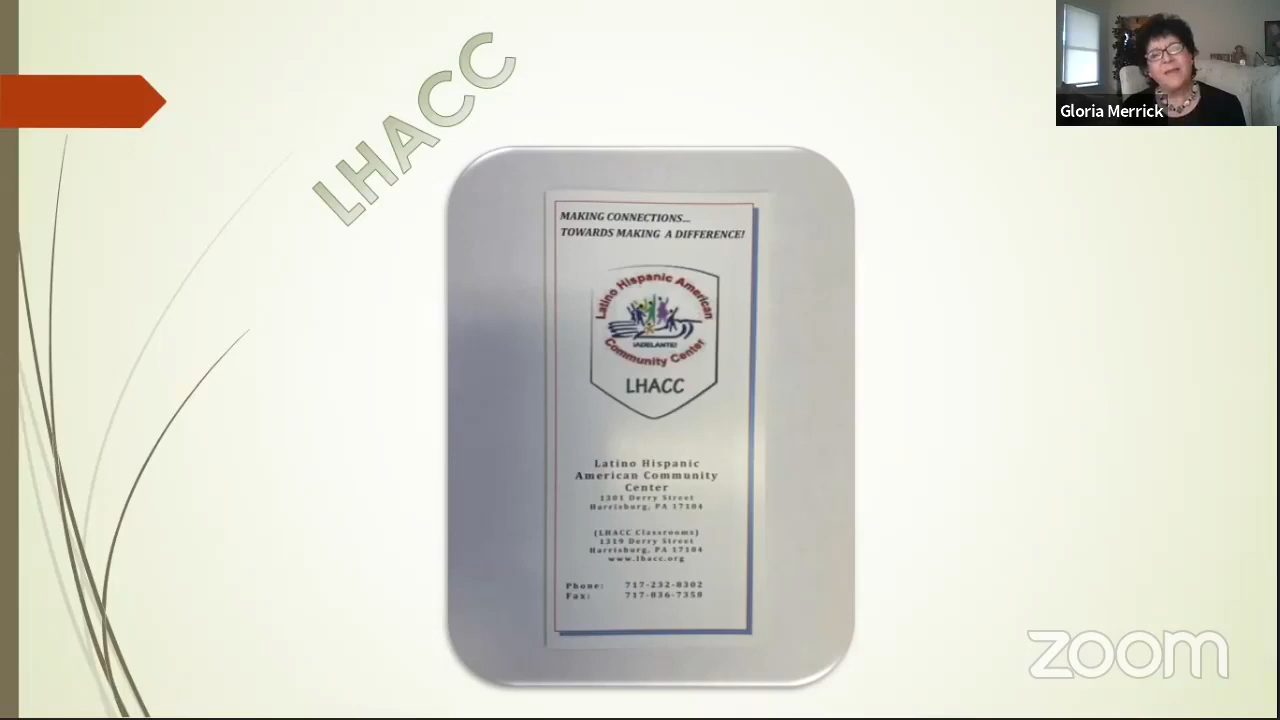 LHACC
Gloria Merrick
MAKING CONNECTIONS...
TOWARDS MAKING A DIFFERENCE!
Latino Hispanic American
¡ADELANTE!
Community Center
LHACC
Latino Hispanic
American Community
Center
1301 Derry Street
Harrisburg, PA 17104
(LHACC Classrooms)
1319 Derry Street
Harrisburg, PA 17104
www.lhacc.org
Phone: 717-232-8302
Fax: 717-836-7350
zoom